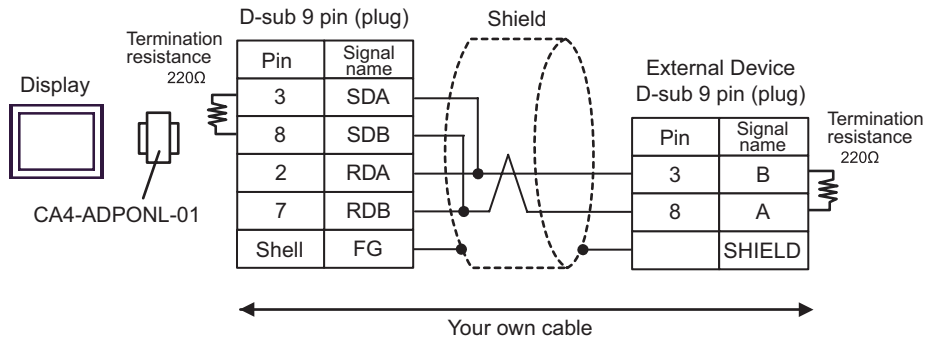 D-sub 9 pin (plug)
Shield
Termination
resistance
220Ω
Display
CA4-ADPONL-01
Pin Signal name
3 SDA
8 SDB
2 RDA
7 RDB
Shell FG
External Device
D-sub 9 pin (plug)
Pin Signal name
3 B
8 A
SHIELD
Termination
resistance
220Ω
Your own cable